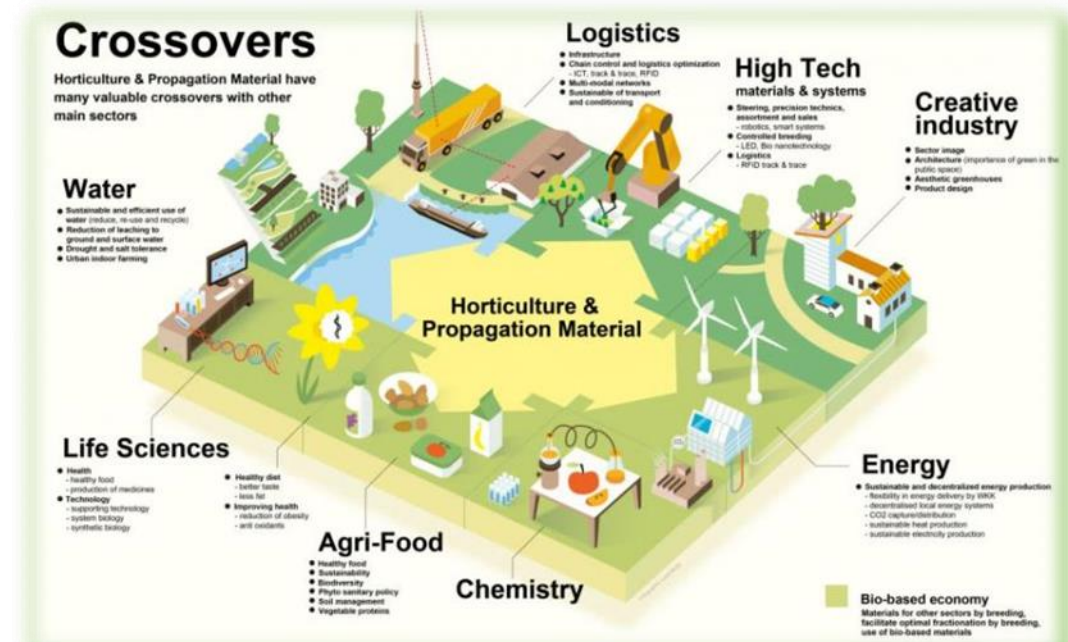 Crossovers
Horticulture & Propagation Material have
many valuable crossovers with other
main sectors
Logistics
● Infrastructure
● Chain control and logistics optimization
- ICT, track & trace, RFID
● Multi-modal networks
● Sustainable of transport
and conditioning
High Tech
materials & systems
● Steering, precision technics,
assortment and sales
- robotics, smart systems
● Controlled breeding
- LED, Bio nanotechnology
● Logistics
- RFID track & trace
Creative
industry
● Sector image
● Architecture (importance of green in the
public space)
● Aesthetic greenhouses
● Product design
Water
● Sustainable and efficient use of
water (reduce, re-use and recycle)
● Reduction of leaching to
ground and surface water
● Drought and salt tolerance
● Urban indoor farming
Horticulture &
Propagation Material
Life Sciences
● Health
- healthy food
- production of medicines
● Technology
- supporting technology
- system biology
- synthetic biology
● Healthy diet
- better taste
- less fat
● Improving health
- reduction of obesity
- anti oxidants
Agri-Food
● Healthy food
● Sustainability
● Biodiversity
● Phyto sanitary policy
● Soil management
● Vegetable proteins
Chemistry
Energy
● Sustainable and decentralized energy production
- flexibility in energy delivery by WKK
- decentralised local energy systems
- CO2 capture/distribution
- sustainable heat production
- sustainable electricity production
Bio-based economy
Materials for other sectors by breeding,
facilitate optimal fractionation by breeding,
use of bio-based materials